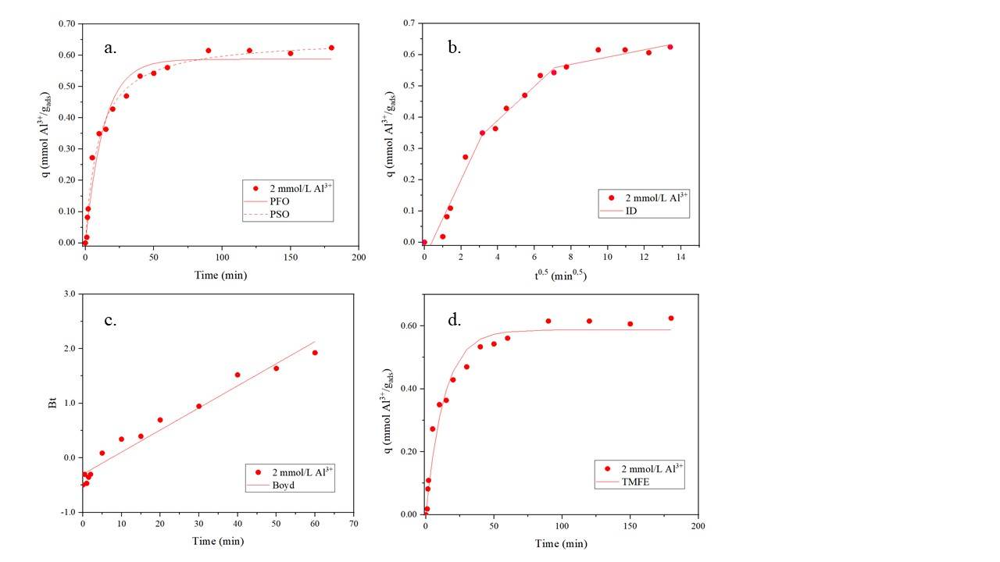 a.
0.70
0.60
0.50
0.40
0.30
0.20
0.10
0.00
q (mmol Al³⁺/g_ads)
2 mmol/L Al³⁺
PFO
PSO
0 50 100 150 200
Time (min)
b.
0.7
0.6
0.5
0.4
0.3
0.2
0.1
0.0
q (mmol Al³⁺/g_ads)
2 mmol/L Al³⁺
ID
0 2 4 6 8 10 12 14
t⁰,⁵ (min⁰,⁵)
c.
3.0
2.0
1.0
0.0
-1.0
Bt
2 mmol/L Al³⁺
Boyd
0 10 20 30 40 50 60 70
Time (min)
d.
0.60
0.40
0.20
0.00
q (mmol Al³⁺/g_ads)
2 mmol/L Al³⁺
TMFE
0 50 100 150 200
Time (min)